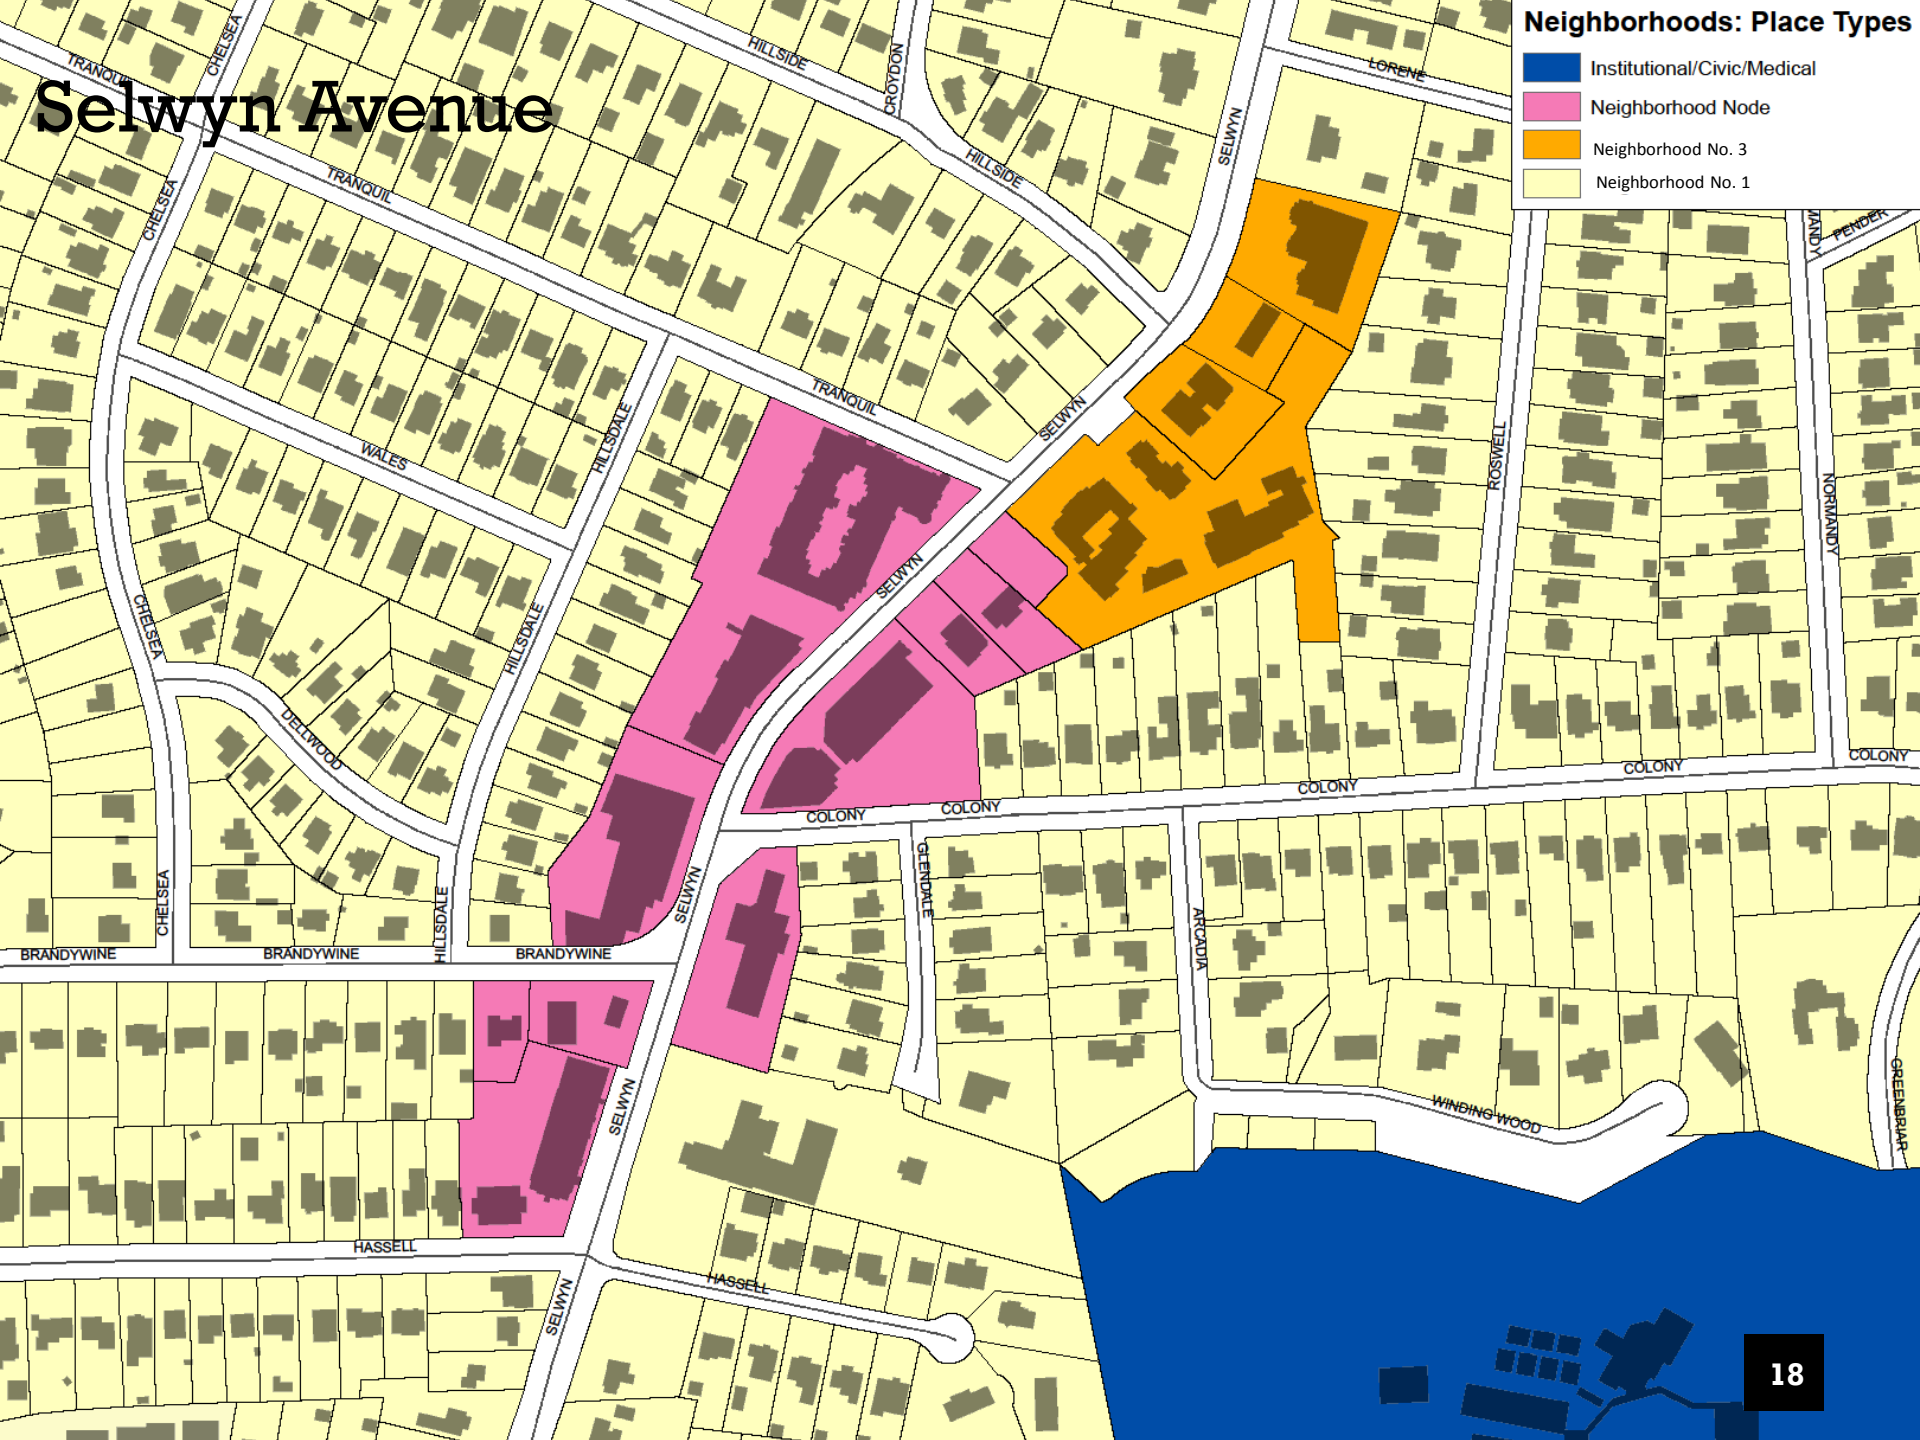 Neighborhoods: Place Types
Institutional/Civic/Medical
Neighborhood Node
Neighborhood No. 3
Neighborhood No. 1
Selwyn Avenue
CHELSEA
TRANQUIL
HILLSIDE
CROYDON
LORENE
SELWYN
HILLSIDE
TRANQUIL
CHELSEA
MANDY
PENDER
TRANQUIL
SELWYN
HILLSDALE
WALES
ROSWELL
NORMANDY
SELWYN
CHELSEA
HILLSDALE
DELLWOOD
COLONY
COLONY
COLONY
COLONY
COLONY
GLENDALE
SELWYN
CHELSEA
HILLSDALE
ARCADIA
BRANDYWINE
BRANDYWINE
BRANDYWINE
SELWYN
WINDING WOOD
GREENBRIAR
HASSELL
HASSELL
SELWYN
18